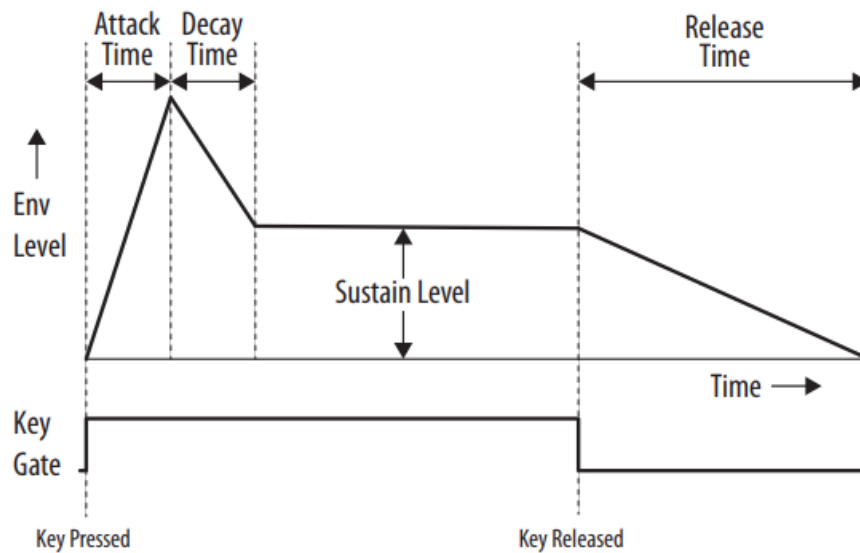 Attack
Time
Decay
Time
Release
Time
Env
Level
Sustain Level
Time
Key
Gate
Key Pressed
Key Released